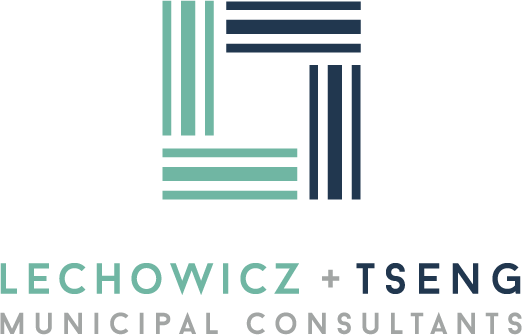 LECHOWICZ + TSENG
MUNICIPAL CONSULTANTS